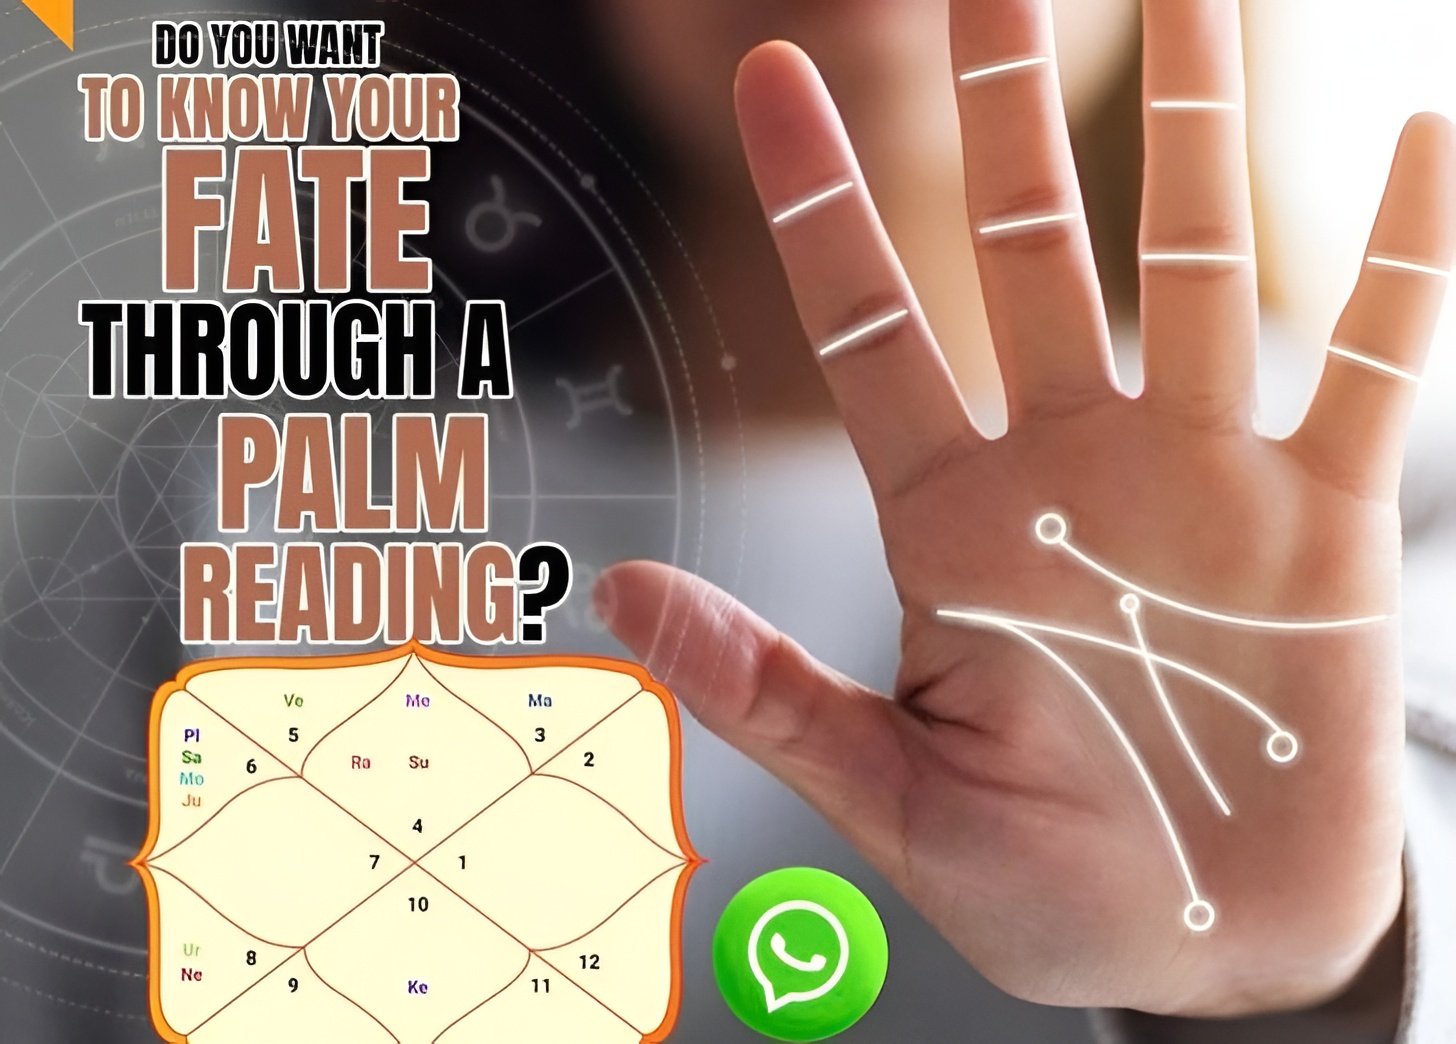 DO YOU WANT
TO KNOW YOUR
FATE
THROUGH A
PALM
READING?
Ve
Me
Ma
Pl
5
3
Sa
6
Ra
Su
2
Mo
Ju
4
7
1
10
Ur
8
12
Ne
9
Ke
11